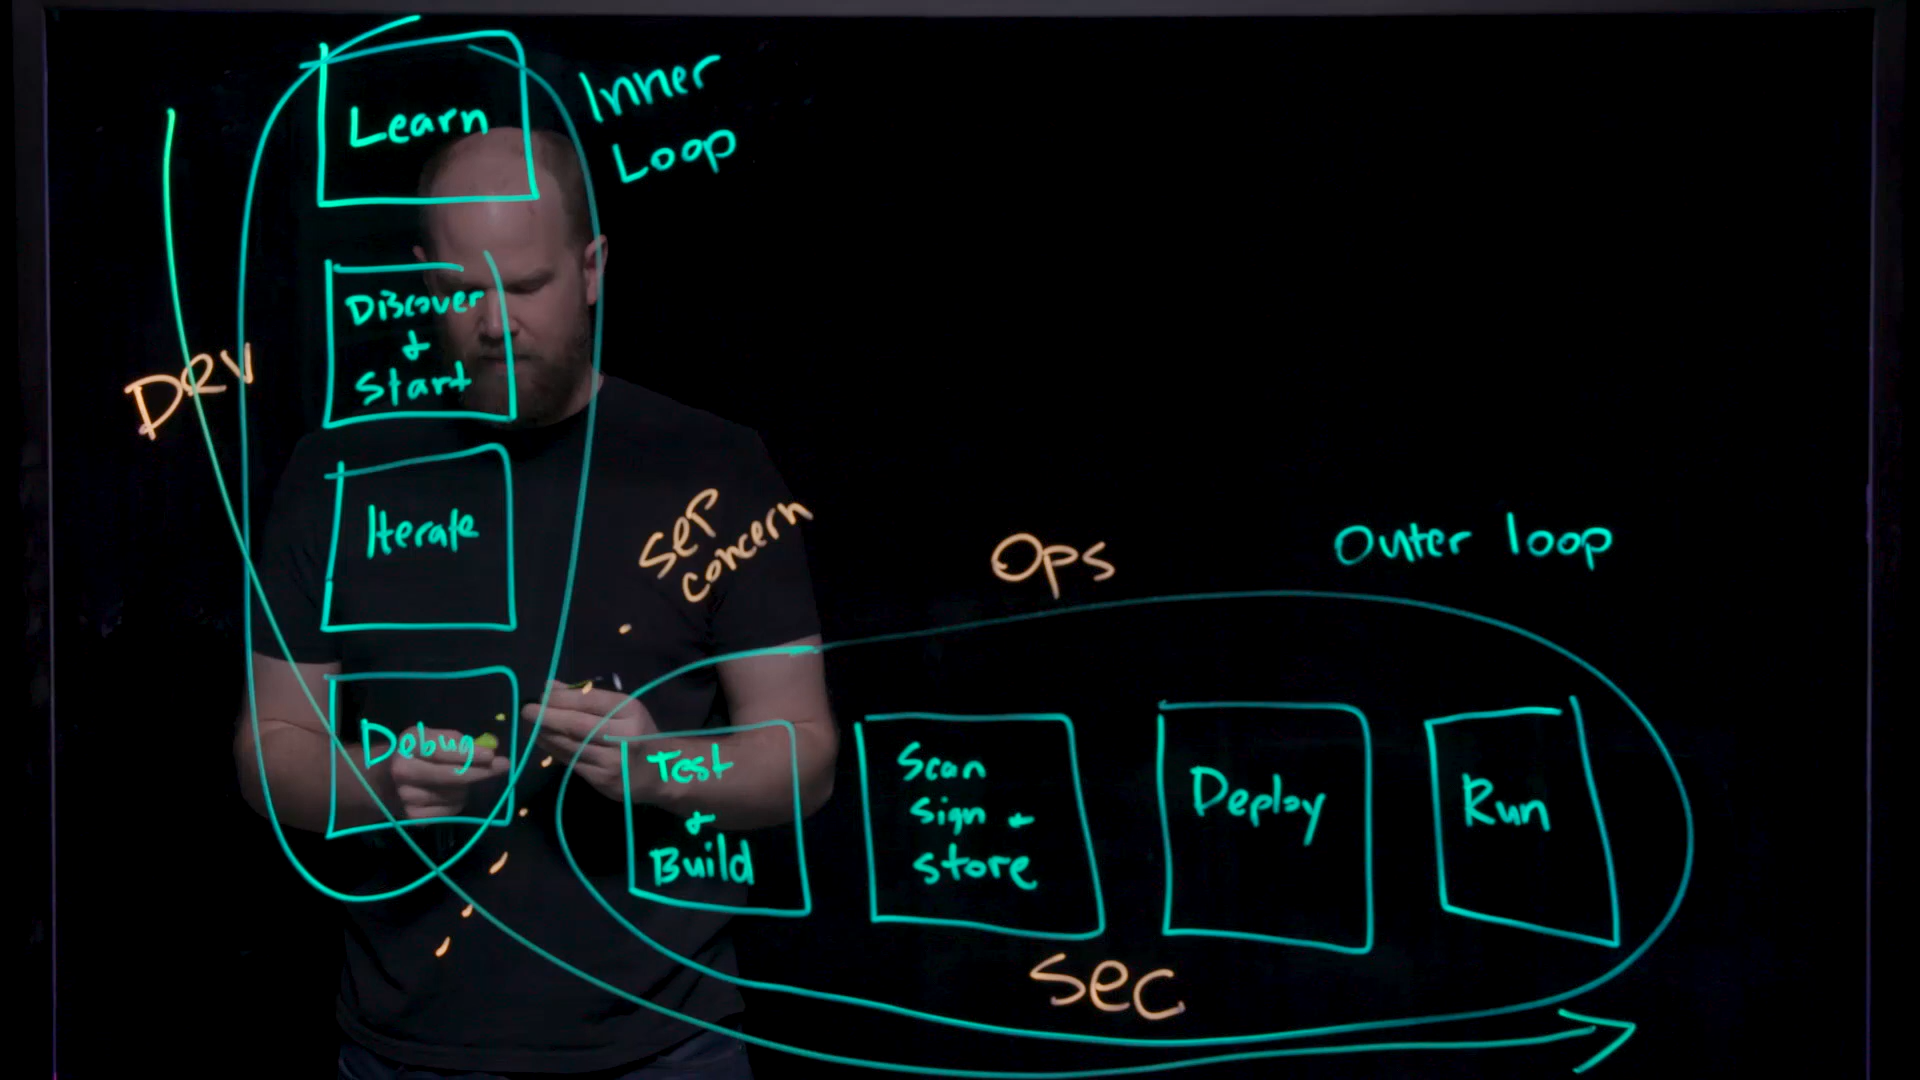 Learn
Inner
Loop
Discover
+
Start
Dev
Iterate
Debug
Sep
concern
Ops
Outer loop
Test
+
Build
Scan
Sign +
Store
Deploy
Run
Sec